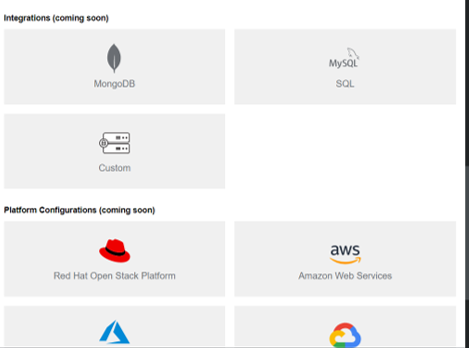 Integrations (coming soon)
MySQL
MongoDB
SQL
Custom
Platform Configurations (coming soon)
aws
Red Hat Open Stack Platform
Amazon Web Services